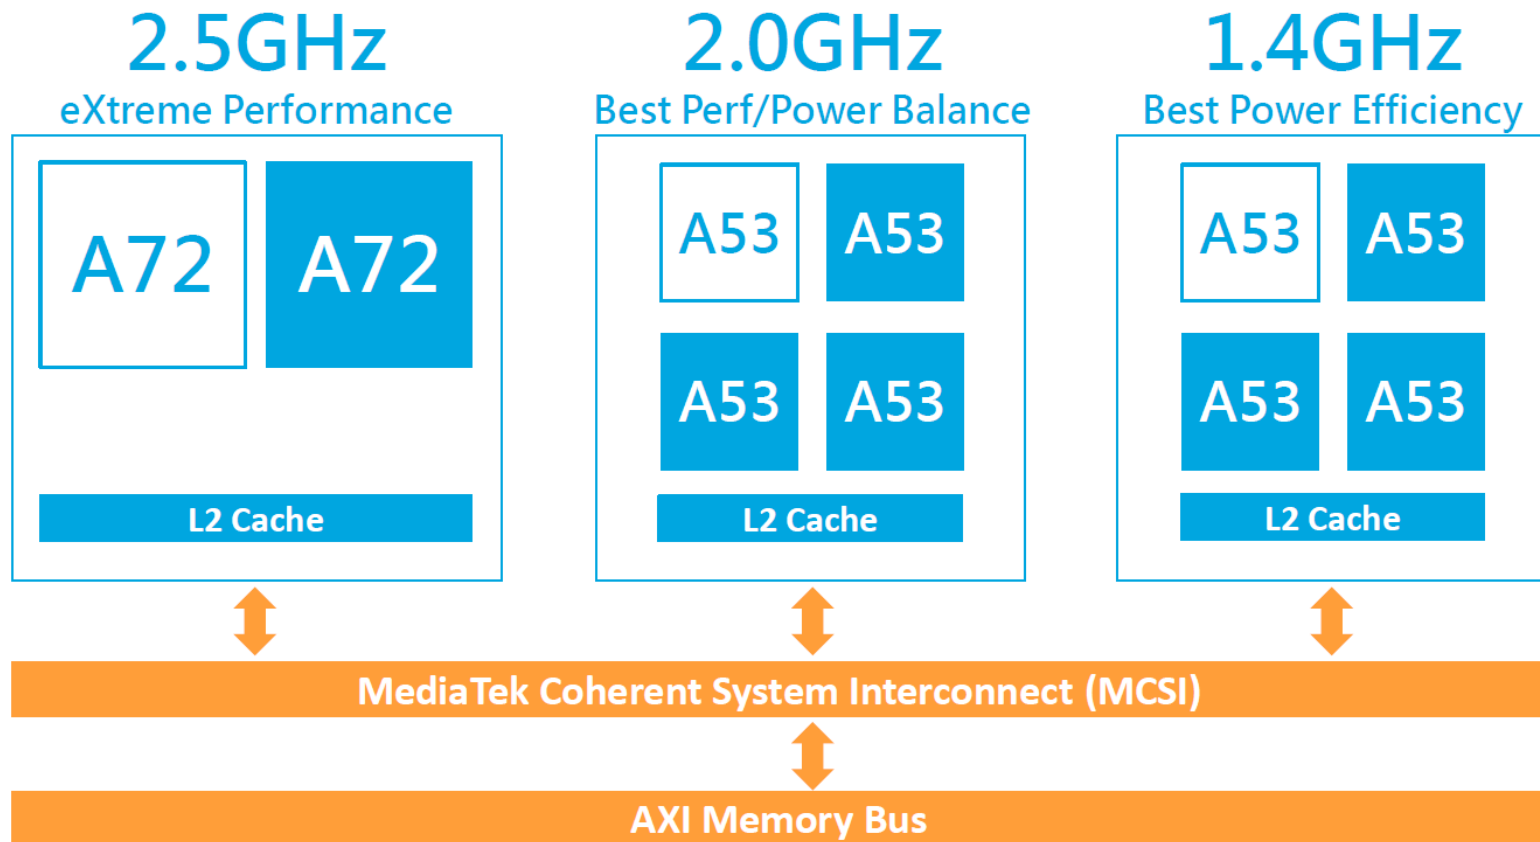 2.5GHz
eXtreme Performance
A72 A72
L2 Cache
2.0GHz
Best Perf/Power Balance
A53 A53
A53 A53
L2 Cache
1.4GHz
Best Power Efficiency
A53 A53
A53 A53
L2 Cache
MediaTek Coherent System Interconnect (MCSI)
AXI Memory Bus